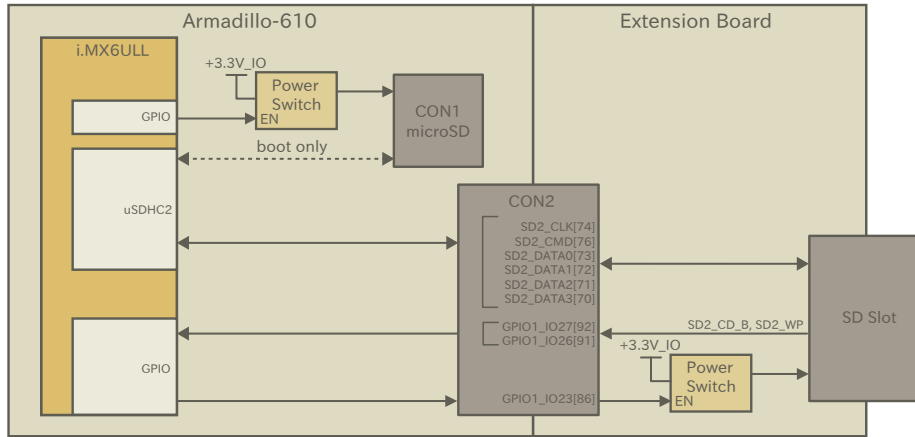 Armadillo-610
Extension Board
i.MX6ULL
+3.3V_IO
Power
Switch
EN
GPIO
CON1
microSD
boot only
uSDHC2
CON2
SD2_CLK[74]
SD2_CMD[76]
SD2_DATA0[73]
SD2_DATA1[72]
SD2_DATA2[71]
SD2_DATA3[70]
GPIO1_IO27[92]
GPIO1_IO26[91]
SD2_CD_B, SD2_WP
SD Slot
+3.3V_IO
GPIO
Power
Switch
EN
GPIO1_IO23[86]